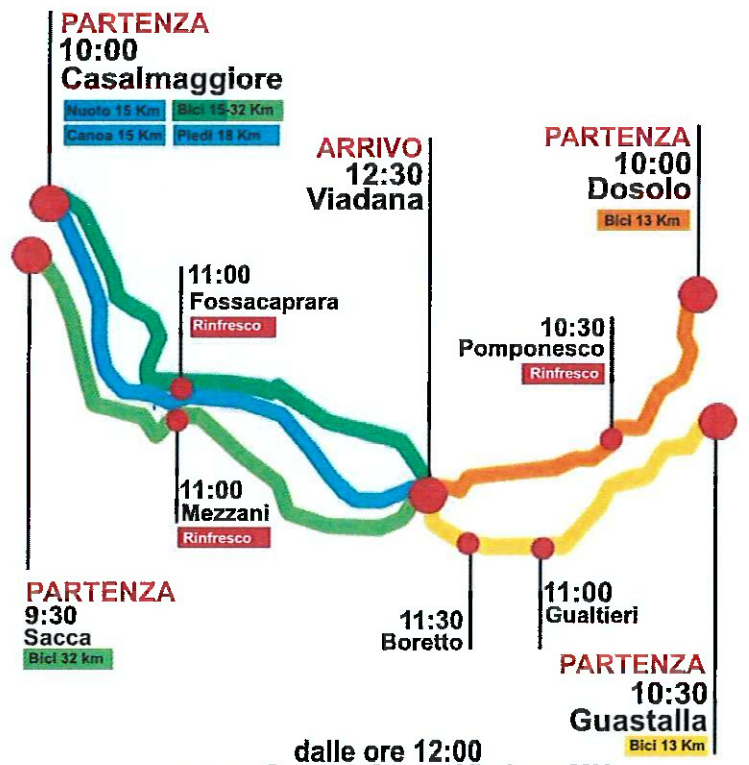 PARTENZA
10:00
Casalmaggiore
Nuoto 15 Km
Bici 15-32 Km
Canoa 15 Km
Piedi 18 Km
ARRIVO
12:30
Viadana
PARTENZA
10:00
Dosolo
Bici 13 Km
11:00
Fossacaprara
Rinfresco
10:30
Pomponesco
Rinfresco
11:00
Mezzani
Rinfresco
PARTENZA
9:30
Sacca
Bici 32 km
11:30
Boretto
11:00
Gualtieri
PARTENZA
10:30
Guastalla
Bici 13 Km
dalle ore 12:00